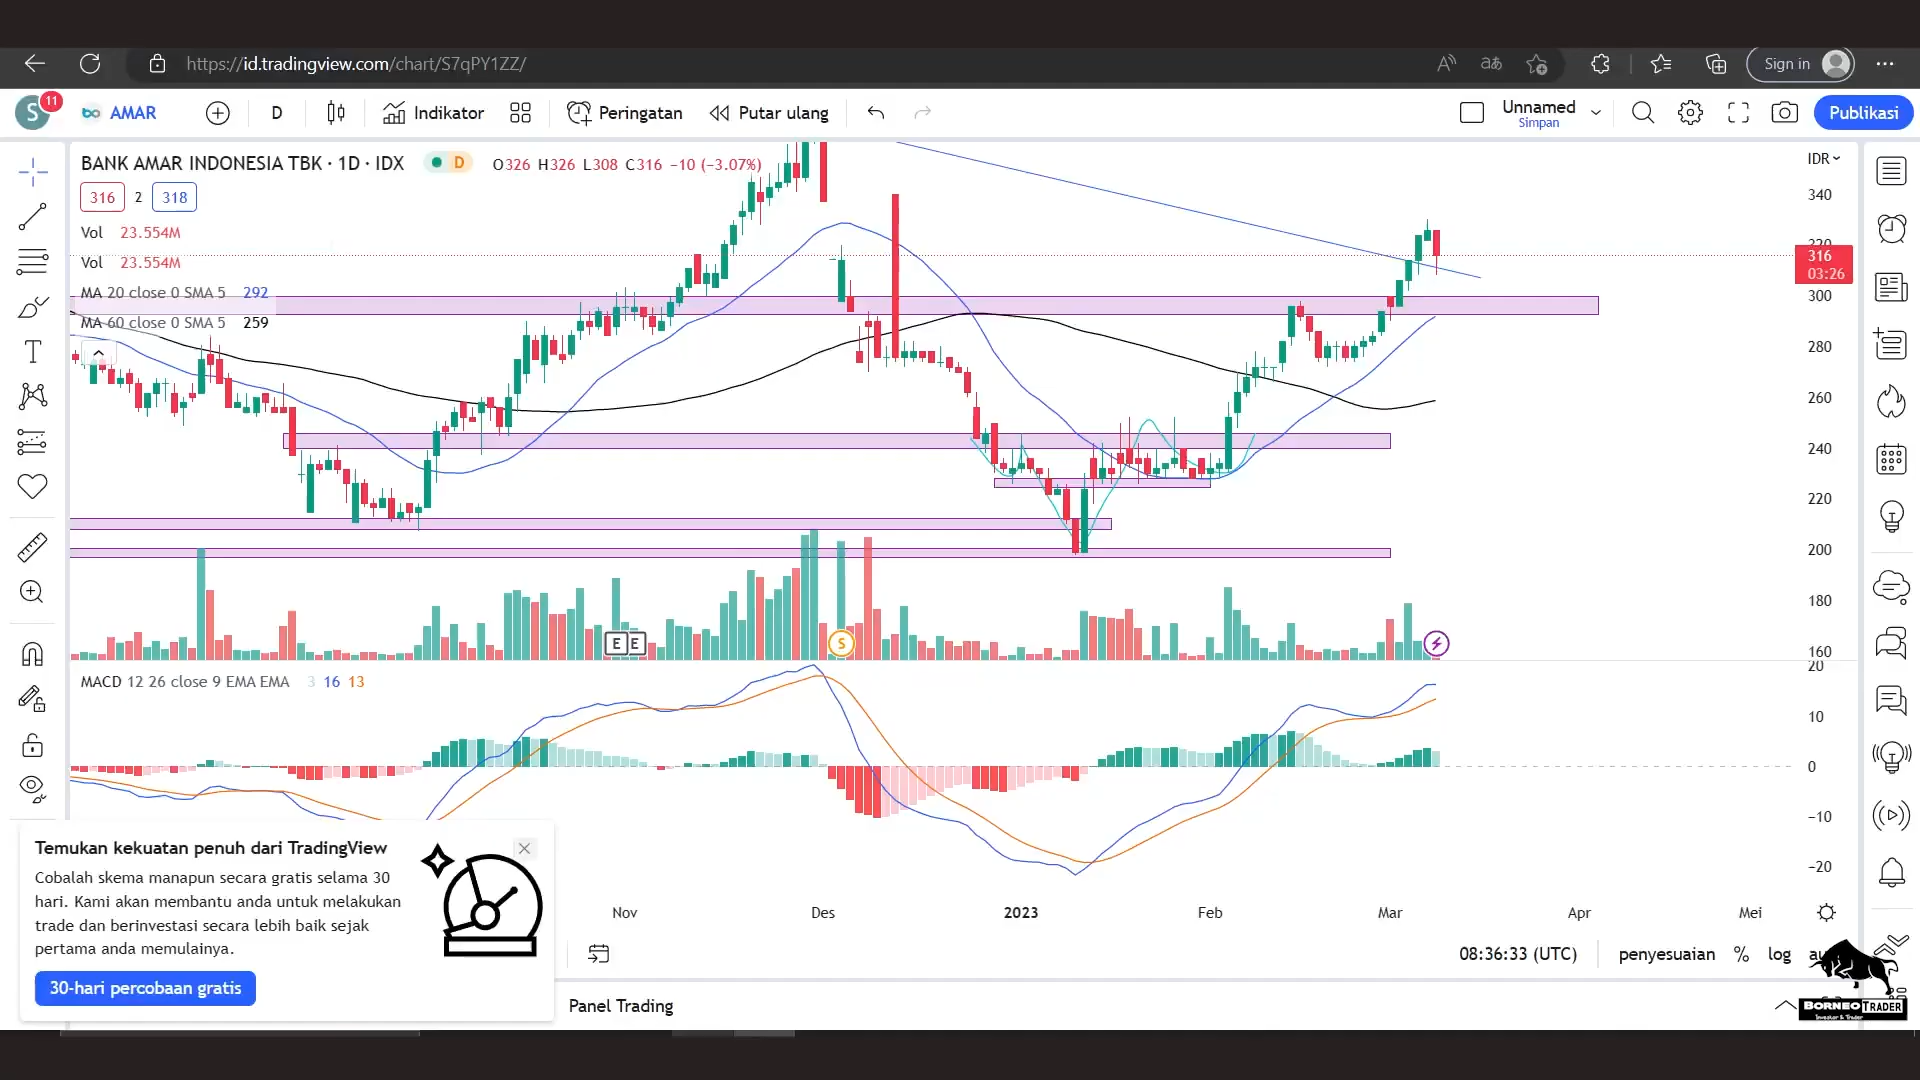 https://id.tradingview.com/chart/S7qPY1ZZ/
Sign in
S
11
AMAR
D
Indikator
Peringatan
Putar ulang
Unnamed
Simpan
Publikasi
BANK AMAR INDONESIA TBK · 1D · IDX
D
O326 H326 L308 C316 −10 (−3.07%)
316 2 318
Vol 23.554M
Vol 23.554M
MA 20 close 0 SMA 5 292
MA 60 close 0 SMA 5 259
IDR
340
320
316
03:26
300
280
260
240
220
200
180
160
E E
S
MACD 12 26 close 9 EMA EMA 3 16 13
20
10
0
−10
−20
Nov Des 2023 Feb Mar Apr Mei
Temukan kekuatan penuh dari TradingView
Cobalah skema manapun secara gratis selama 30
hari. Kami akan membantu anda untuk melakukan
trade dan berinvestasi secara lebih baik sejak
pertama anda memulainya.
30-hari percobaan gratis
08:36:33 (UTC)
penyesuaian % log
Panel Trading
BORNEO TRADER
Investor & Trader